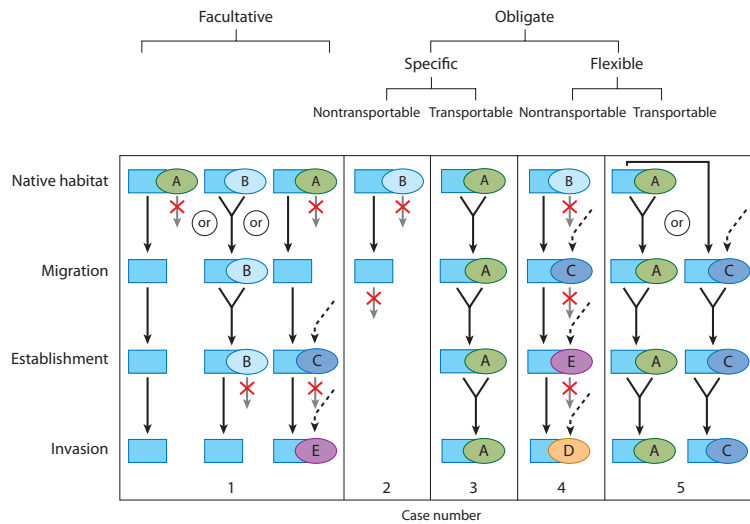 Facultative
Obligate
Specific
Flexible
Nontransportable
Transportable
Nontransportable
Transportable
Native habitat
A
B
A
B
A
B
A
or
or
or
Migration
B
A
C
A
C
Establishment
B
C
A
E
A
C
Invasion
E
A
D
A
C
1
2
3
4
5
Case number